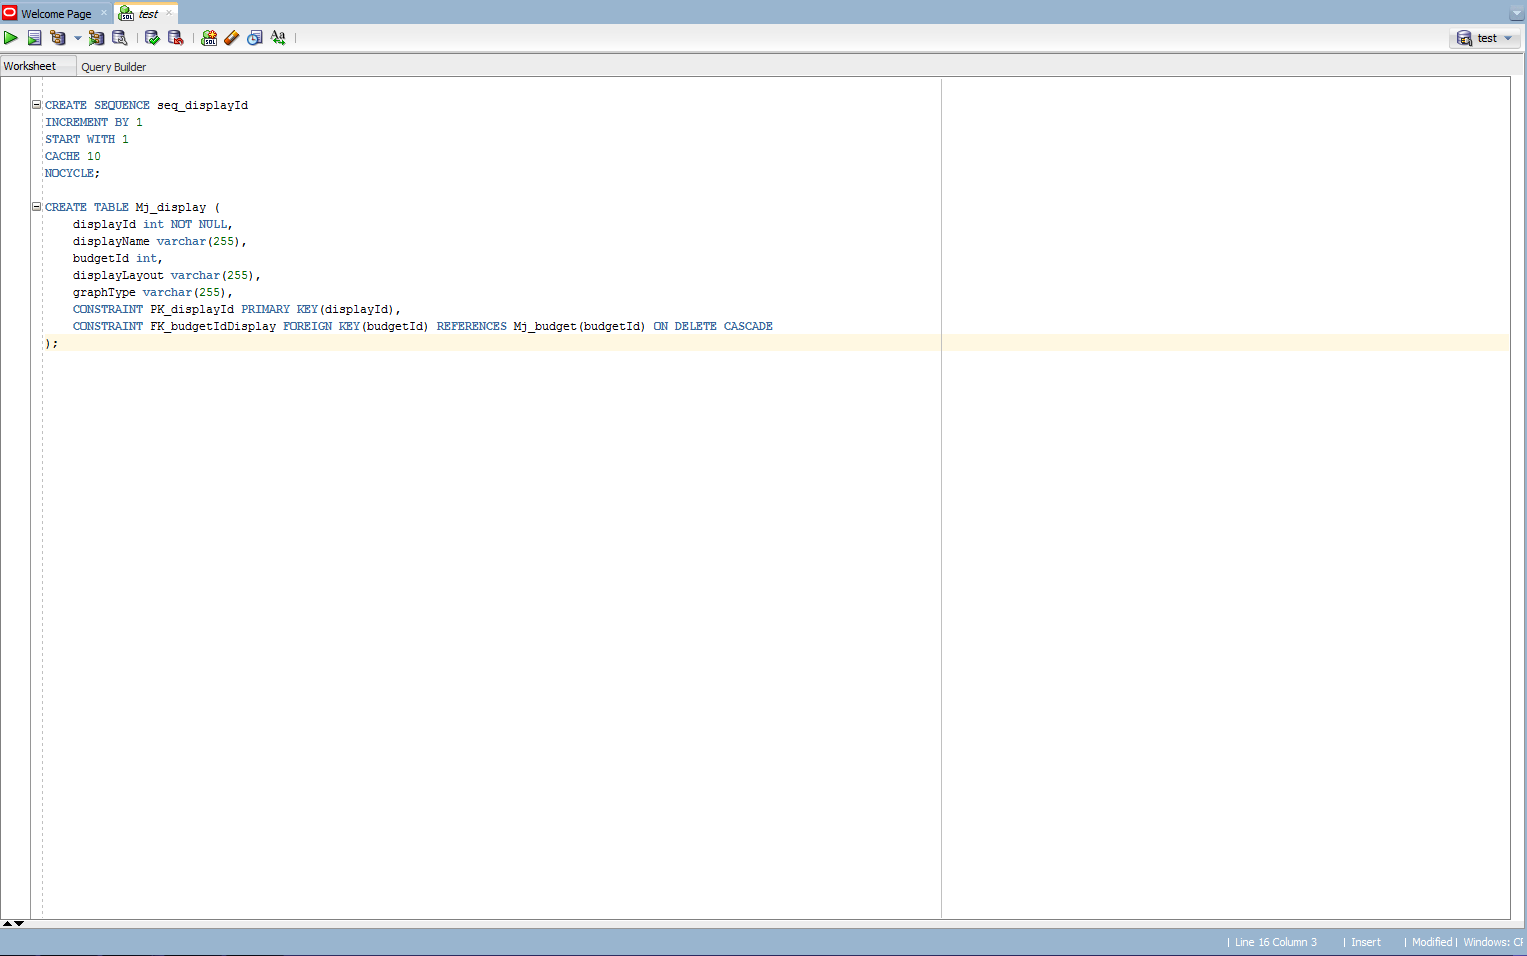 Welcome Page
test
test
Worksheet
Query Builder
CREATE SEQUENCE seq_displayId
INCREMENT BY 1
START WITH 1
CACHE 10
NOCYCLE;
CREATE TABLE Mj_display (
displayId int NOT NULL,
displayName varchar(255),
budgetId int,
displayLayout varchar(255),
graphType varchar(255),
CONSTRAINT PK_displayId PRIMARY KEY(displayId),
CONSTRAINT FK_budgetIdDisplay FOREIGN KEY(budgetId) REFERENCES Mj_budget(budgetId) ON DELETE CASCADE
);
| Line 16 Column 3 | Insert | Modified | Windows: CF